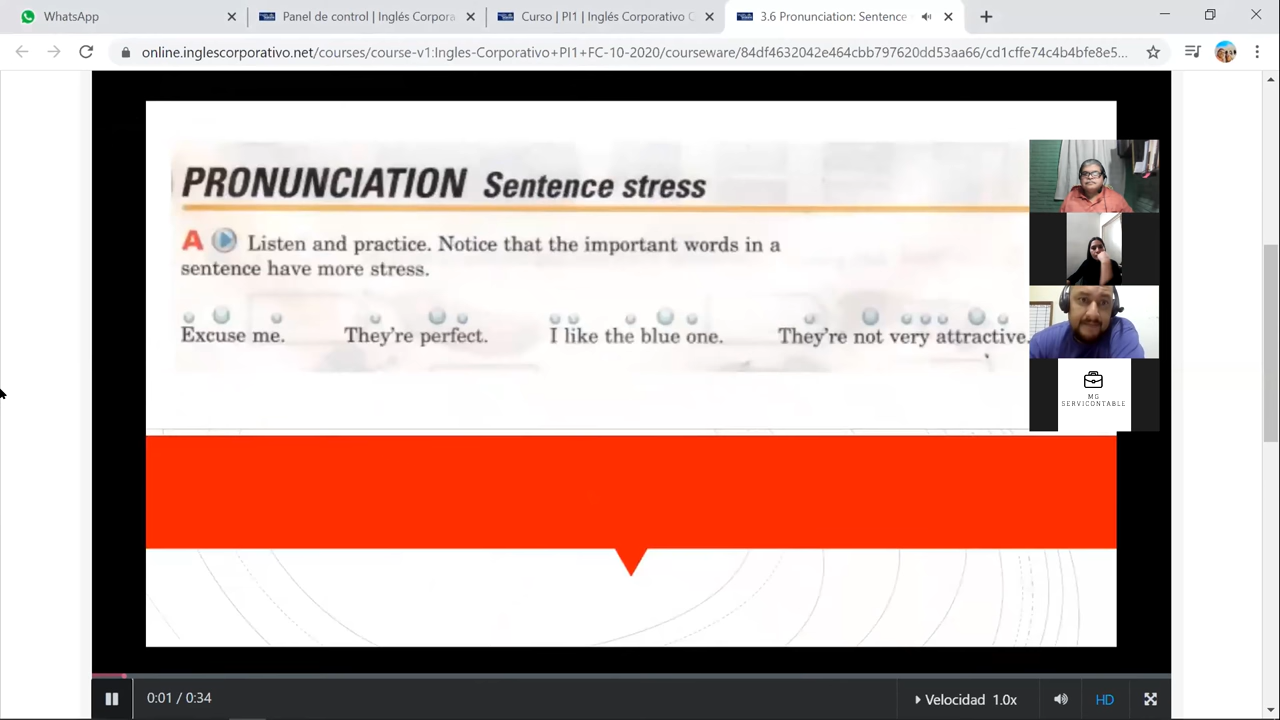 WhatsApp
Panel de control | Inglés Corpora
Curso | PI1 | Inglés Corporativo C
3.6 Pronunciation: Sentence
online.inglescorporativo.net/courses/course-v1:Ingles-Corporativo+PI1+FC-10-2020/courseware/84df4632042e464cbb797620dd53aa66/cd1cffe74c4b4bfe8e5...
PRONUNCIATION Sentence stress
A Listen and practice. Notice that the important words in a
sentence have more stress.
Excuse me. They're perfect. I like the blue one. They're not very attractive.
MG
SERVICONTABLE
0:01 / 0:34
Velocidad 1.0x
HD